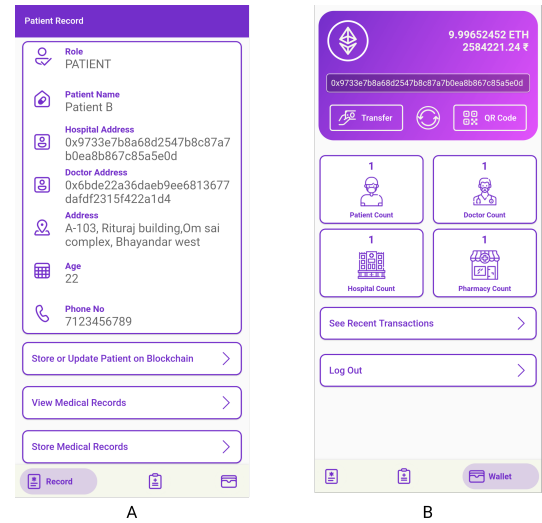 Patient Record
Role
PATIENT
Patient Name
Patient B
Hospital Address
0x9733e7b8a68d2547b8c87a7
b0ea8b867c85a5e0d
Doctor Address
0x6bde22a36daeb9ee6813677
dafdf2315f422a1d4
Address
A-103, Rituraj building,Om sai
complex, Bhayandar west
Age
22
Phone No
7123456789
Store or Update Patient on Blockchain
View Medical Records
Store Medical Records
Record
A
9.99652452 ETH
2584221.24 ₹
0x9733e7b8a68d2547b8c87a7b0ea8b867c85a5e0d
Transfer
QR Code
1
Patient Count
1
Doctor Count
1
Hospital Count
1
Pharmacy Count
See Recent Transactions
Log Out
Wallet
B